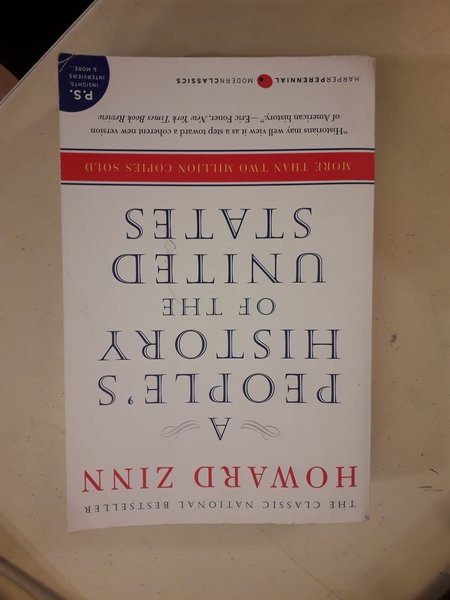 THE CLASSIC NATIONAL BESTSELLER
HOWARD ZINN
A
PEOPLE'S
HISTORY
OF THE
UNITED
STATES
MORE THAN TWO MILLION COPIES SOLD
"Historians may well view it as a step toward a coherent new version
of American history." —Eric Foner, New York Times Book Review
HARPERPERENNIAL MODERNCLASSICS
P.S.
INSIGHTS,
INTERVIEWS
& MORE...